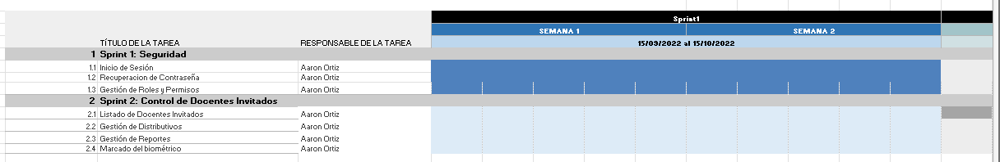 Sprint1
SEMANA 1 SEMANA 2
TÍTULO DE LA TAREA RESPONSABLE DE LA TAREA 15/09/2022 al 15/10/2022
1 Sprint 1: Seguridad
1.1 Inicio de Sesión Aaron Ortiz
1.2 Recuperacion de Contraseña Aaron Ortiz
1.3 Gestión de Roles y Permisos Aaron Ortiz
2 Sprint 2: Control de Docentes Invitados
2.1 Listado de Docentes Invitados Aaron Ortiz
2.2 Gestión de Distributivos Aaron Ortiz
2.3 Gestión de Reportes Aaron Ortiz
2.4 Marcado del biométrico Aaron Ortiz